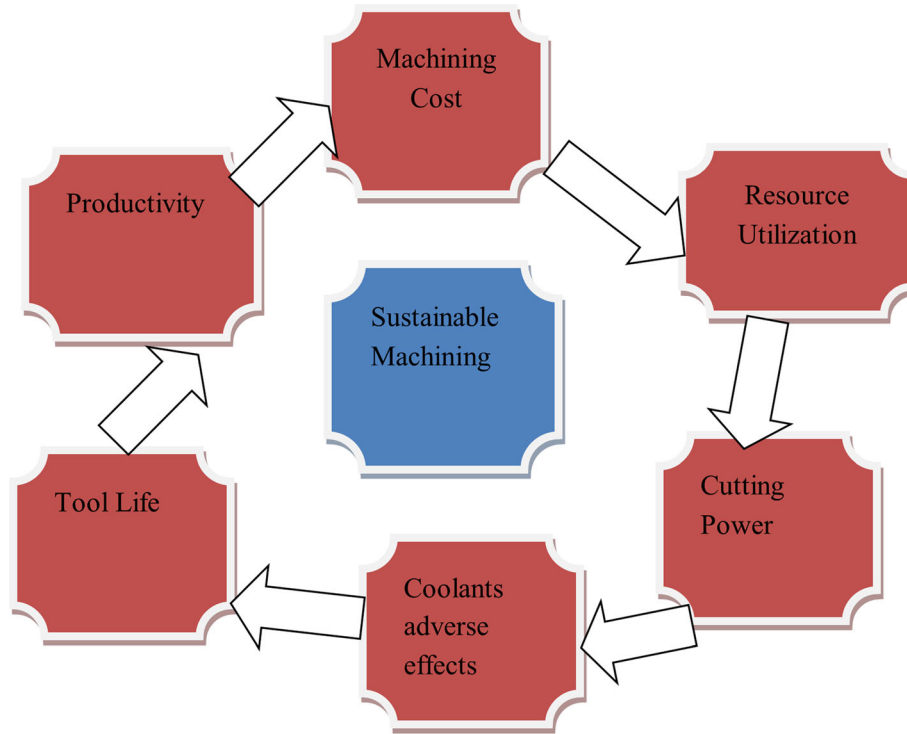 Machining
Cost
Productivity
Resource
Utilization
Sustainable
Machining
Tool Life
Cutting
Power
Coolants
adverse
effects